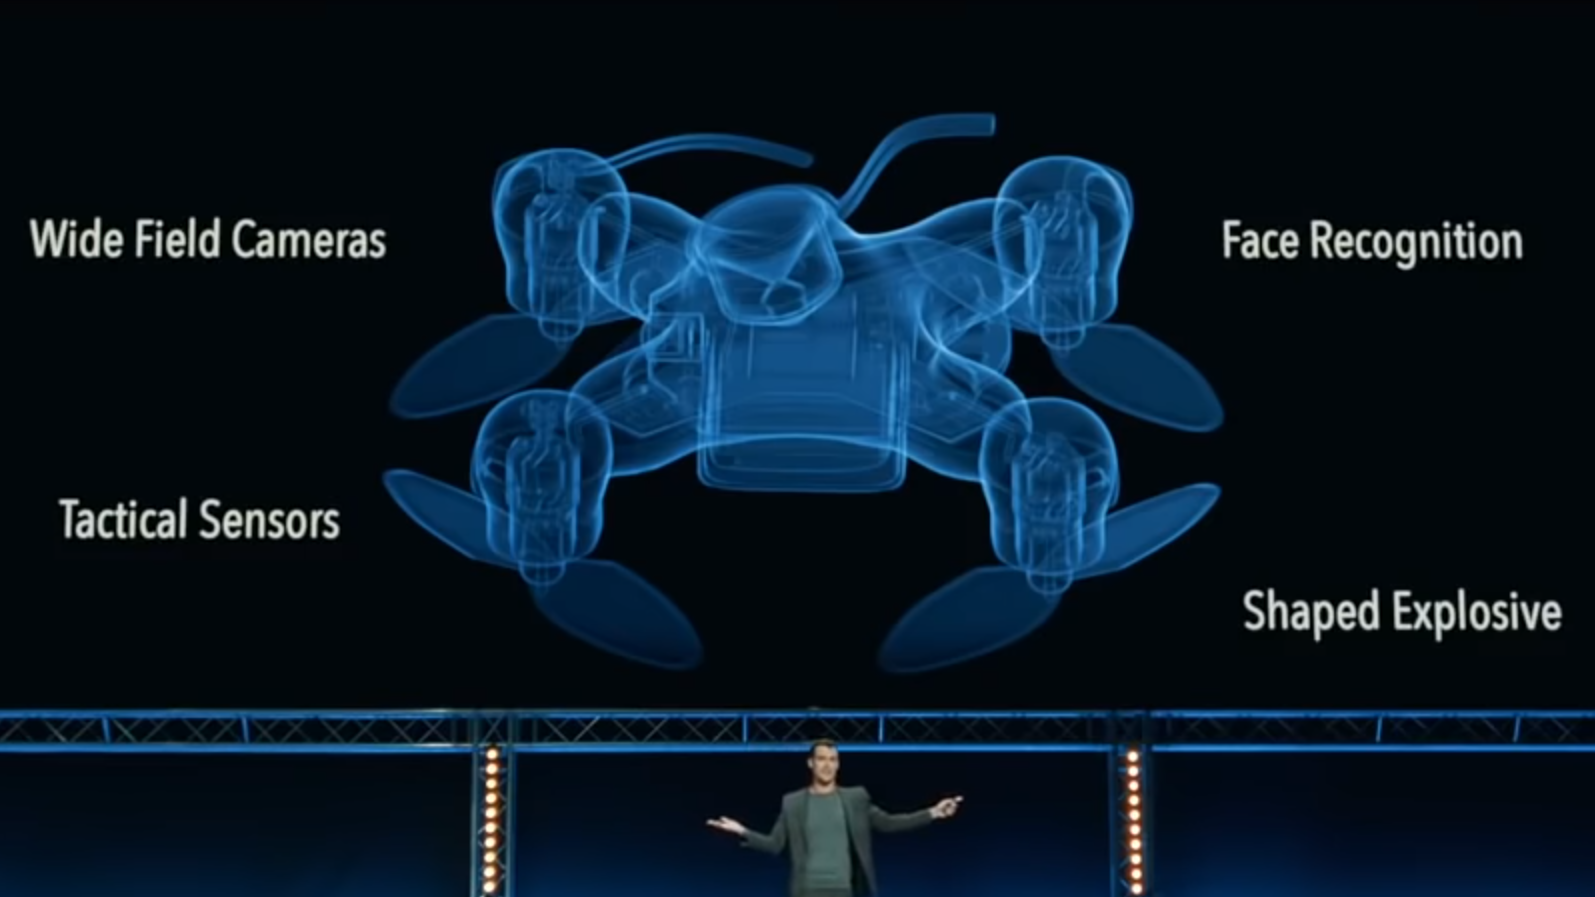 Wide Field Cameras
Face Recognition
Tactical Sensors
Shaped Explosive